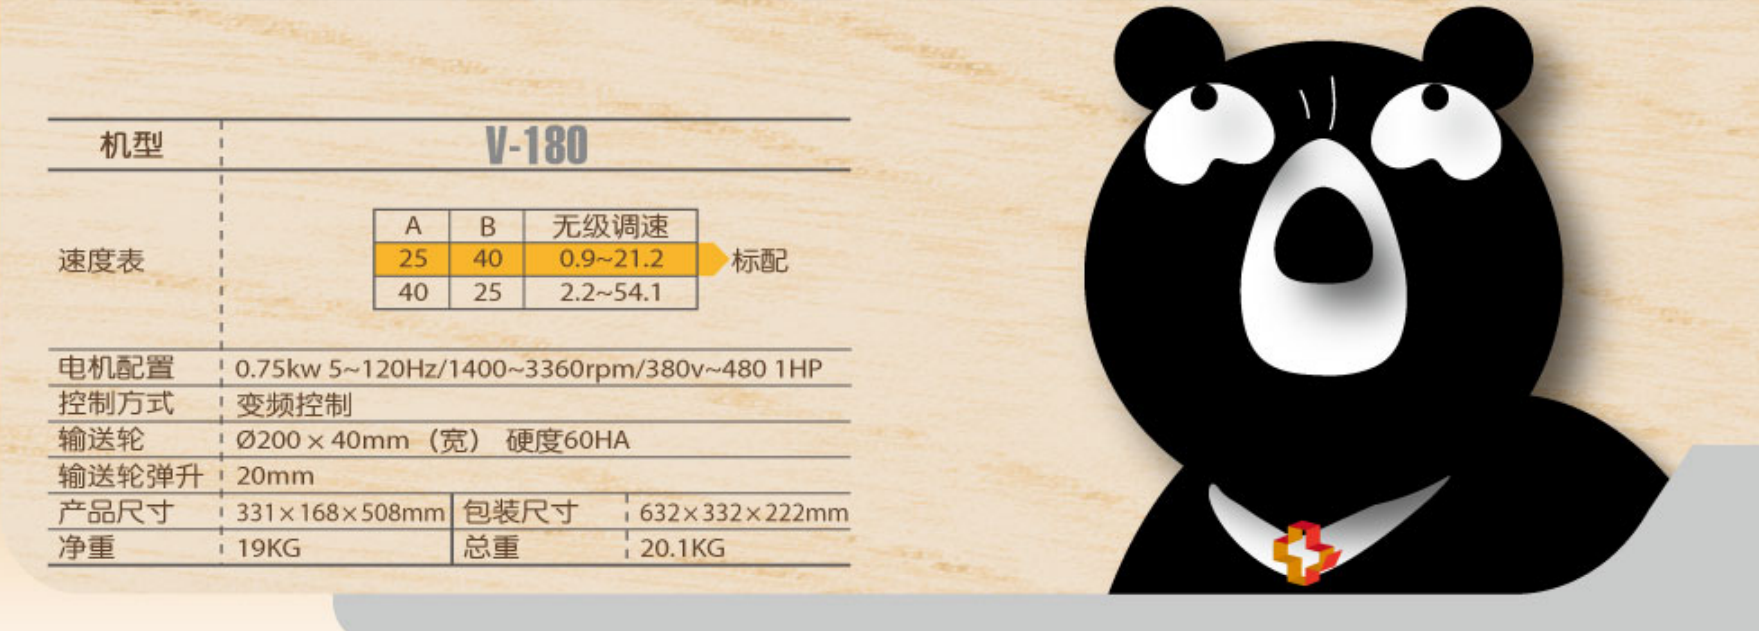 机型 V-180
速度表
A B 无级调速
25 40 0.9~21.2 标配
40 25 2.2~54.1
电机配置 0.75kw 5~120Hz/1400~3360rpm/380v~480 1HP
控制方式 变频控制
输送轮 Ø200×40mm（宽） 硬度60HA
输送轮弹升 20mm
产品尺寸 331×168×508mm 包装尺寸 632×332×222mm
净重 19KG 总重 20.1KG